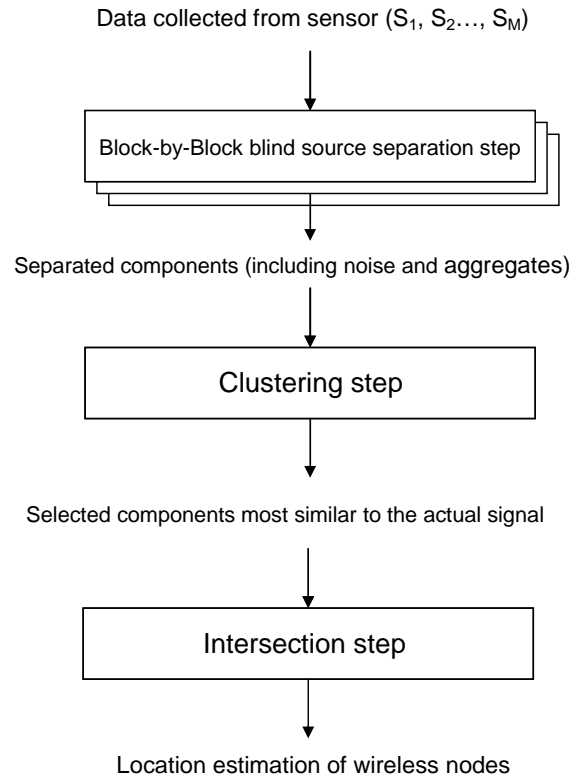 Data collected from sensor (S₁, S₂…, S_M)
Block-by-Block blind source separation step
Separated components (including noise and aggregates)
Clustering step
Selected components most similar to the actual signal
Intersection step
Location estimation of wireless nodes